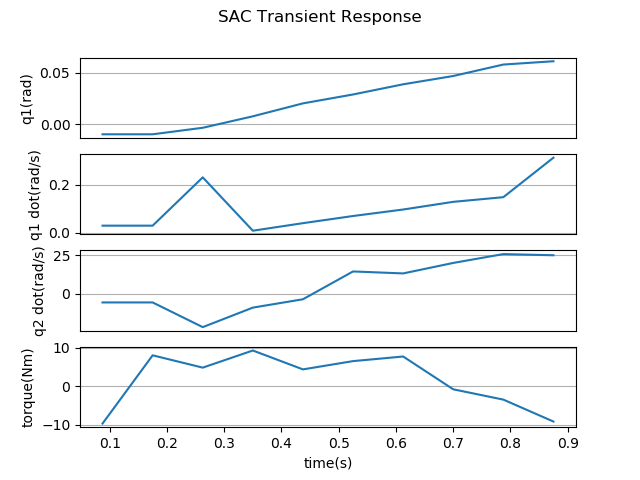 SAC Transient Response
q1(rad)
0.05
0.00
q1 dot(rad/s)
0.2
0.0
q2 dot(rad/s)
25
0
torque(Nm)
10
0
−10
0.1 0.2 0.3 0.4 0.5 0.6 0.7 0.8 0.9
time(s)